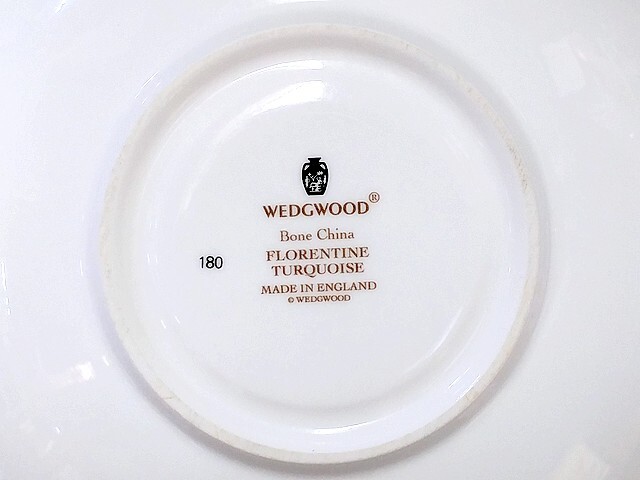 WEDGWOOD®
Bone China
180
FLORENTINE
TURQUOISE
MADE IN ENGLAND
© WEDGWOOD